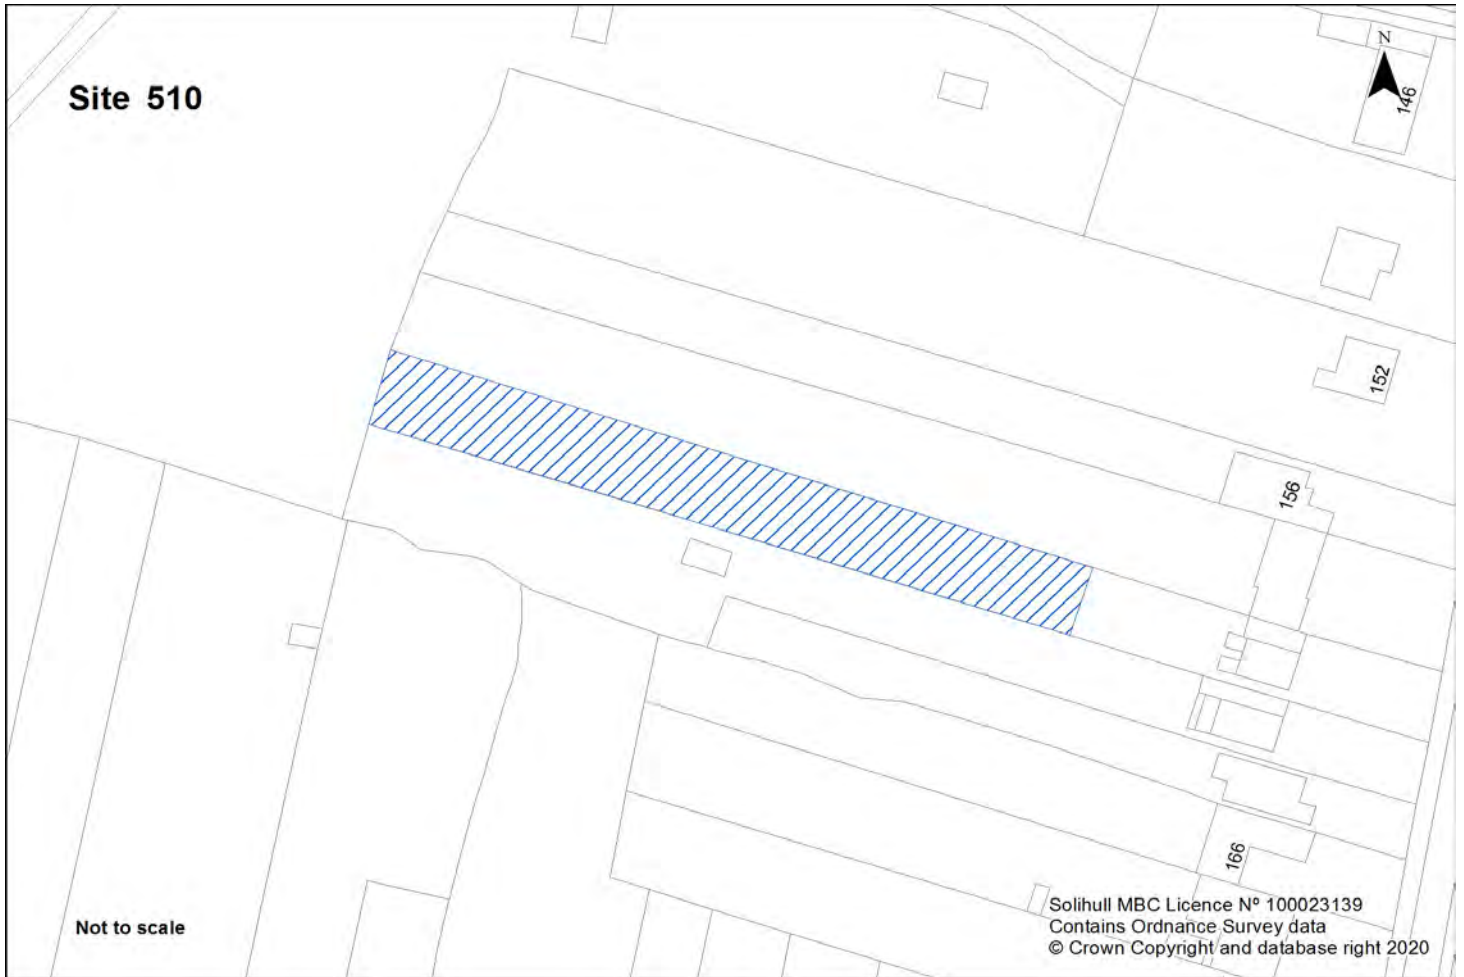 Site 510
N
146
152
156
166
Not to scale
Solihull MBC Licence Nº 100023139
Contains Ordnance Survey data
© Crown Copyright and database right 2020